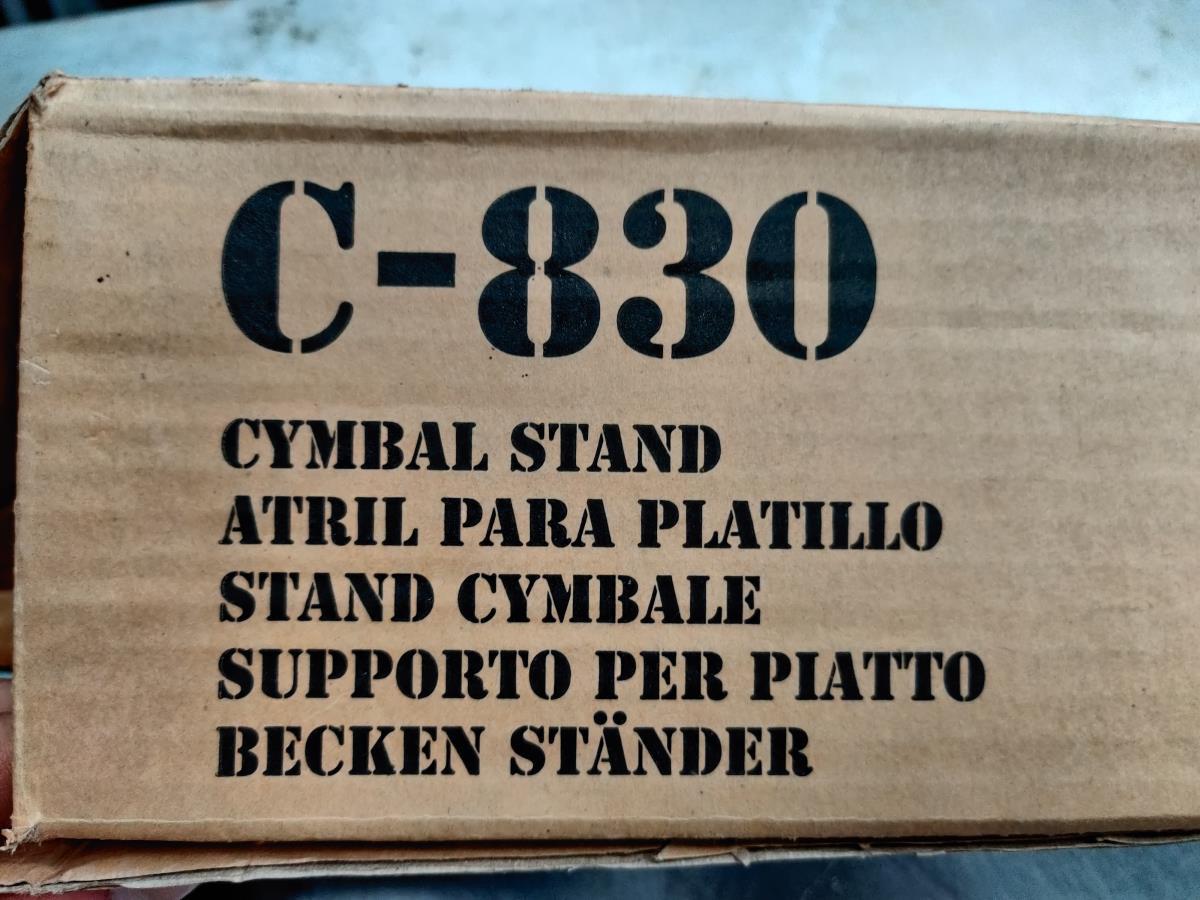 C-830
CYMBAL STAND
ATRIL PARA PLATILLO
STAND CYMBALE
SUPPORTO PER PIATTO
BECKEN STÄNDER